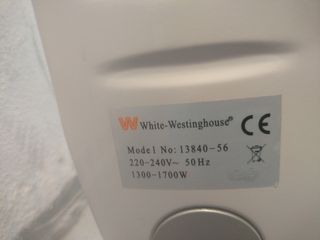 White-Westinghouse® CE
Model No: 13840-56
220-240V~ 50Hz
1300-1700W